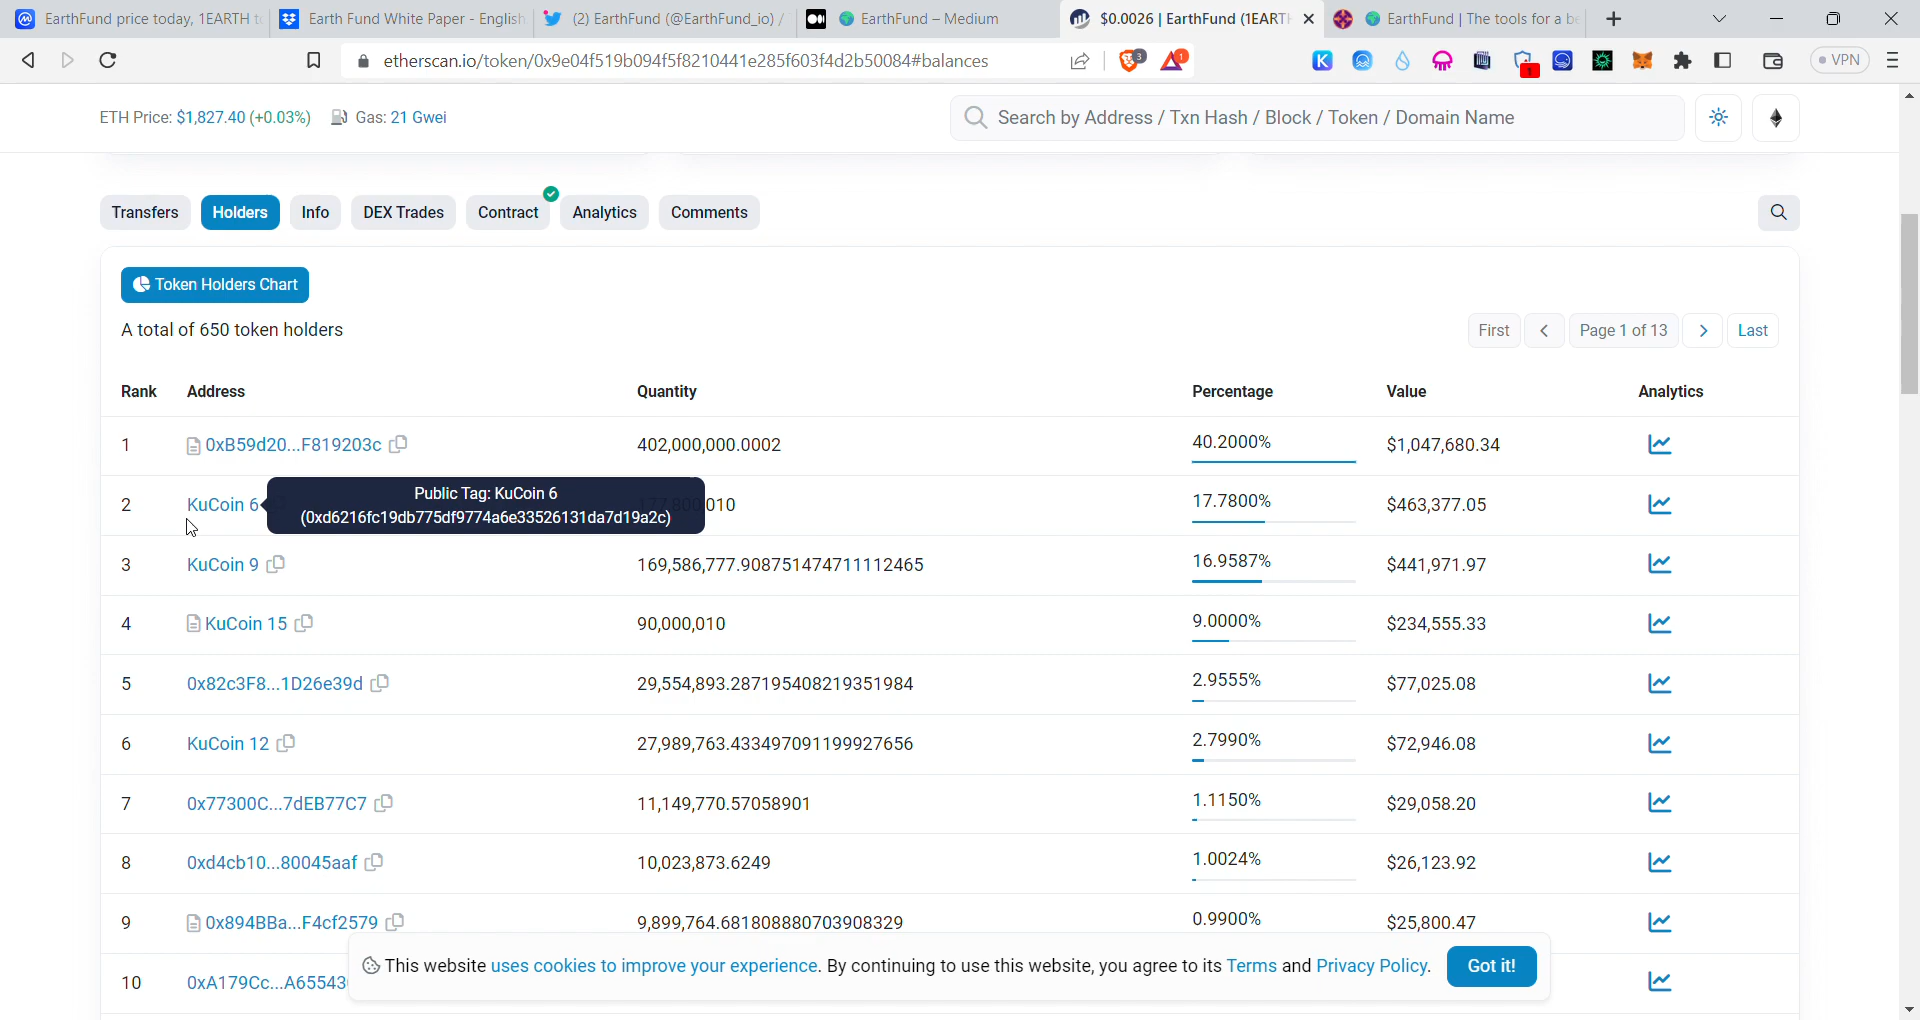 EarthFund price today, 1EARTH t
Earth Fund White Paper - English
(2) EarthFund (@EarthFund_io) /
EarthFund – Medium
$0.0026 | EarthFund (1EARTH
EarthFund | The tools for a be
etherscan.io/token/0x9e04f519b094f5f8210441e285f603f4d2b50084#balances
3
1
VPN
ETH Price: $1,827.40 (+0.03%)
Gas: 21 Gwei
Search by Address / Txn Hash / Block / Token / Domain Name
Transfers Holders Info DEX Trades Contract Analytics Comments
Token Holders Chart
A total of 650 token holders
First Page 1 of 13 Last
Rank Address Quantity Percentage Value Analytics
1 0xB59d20...F819203c 402,000,000.0002 40.2000% $1,047,680.34
Public Tag: KuCoin 6
2 KuCoin 6 010 17.7800% $463,377.05
(0xd6216fc19db775df9774a6e33526131da7d19a2c)
3 KuCoin 9 169,586,777.908751474711112465 16.9587% $441,971.97
4 KuCoin 15 90,000,010 9.0000% $234,555.33
5 0x82c3F8...1D26e39d 29,554,893.287195408219351984 2.9555% $77,025.08
6 KuCoin 12 27,989,763.433497091199927656 2.7990% $72,946.08
7 0x77300C...7dEB77C7 11,149,770.57058901 1.1150% $29,058.20
8 0xd4cb10...80045aaf 10,023,873.6249 1.0024% $26,123.92
9 0x894BBa...F4cf2579 9,899,764.681808880703908329 0.9900% $25,800.47
This website uses cookies to improve your experience. By continuing to use this website, you agree to its Terms and Privacy Policy. Got it!
10 0xA179Cc...A65543